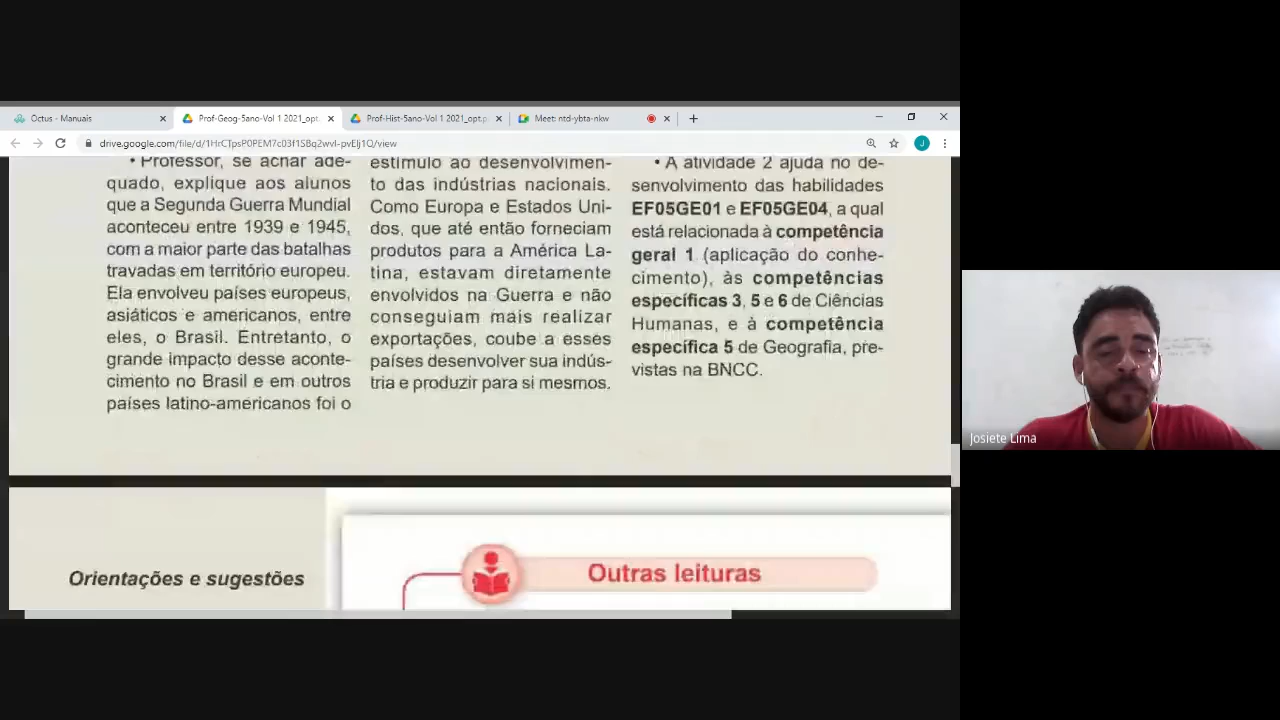 Octus - Manuais
Prof-Geog-5ano-Vol 1 2021_opt.
Prof-Hist-5ano-Vol 1 2021_opt.p
Meet: ntd-ybta-nkw
drive.google.com/file/d/1HrCTpsP0PEM7c03f1SBq2wvI-pvElj1Q/view
J
• Professor, se achar ade-
quado, explique aos alunos
que a Segunda Guerra Mundial
aconteceu entre 1939 e 1945,
com a maior parte das batalhas
travadas em território europeu.
Ela envolveu países europeus,
asiáticos e americanos, entre
eles, o Brasil. Entretanto, o
grande impacto desse aconte-
cimento no Brasil e em outros
países latino-americanos foi o
estímulo ao desenvolvimen-
to das indústrias nacionais.
Como Europa e Estados Uni-
dos, que até então forneciam
produtos para a América La-
tina, estavam diretamente
envolvidos na Guerra e não
conseguiam mais realizar
exportações, coube a esses
países desenvolver sua indús-
tria e produzir para si mesmos.
• A atividade 2 ajuda no de-
senvolvimento das habilidades
EF05GE01 e EF05GE04, a qual
está relacionada à competência
geral 1 (aplicação do conhe-
cimento), às competências
específicas 3, 5 e 6 de Ciências
Humanas, e à competência
específica 5 de Geografia, pre-
vistas na BNCC.
Orientações e sugestões
Outras leituras
Josiete Lima